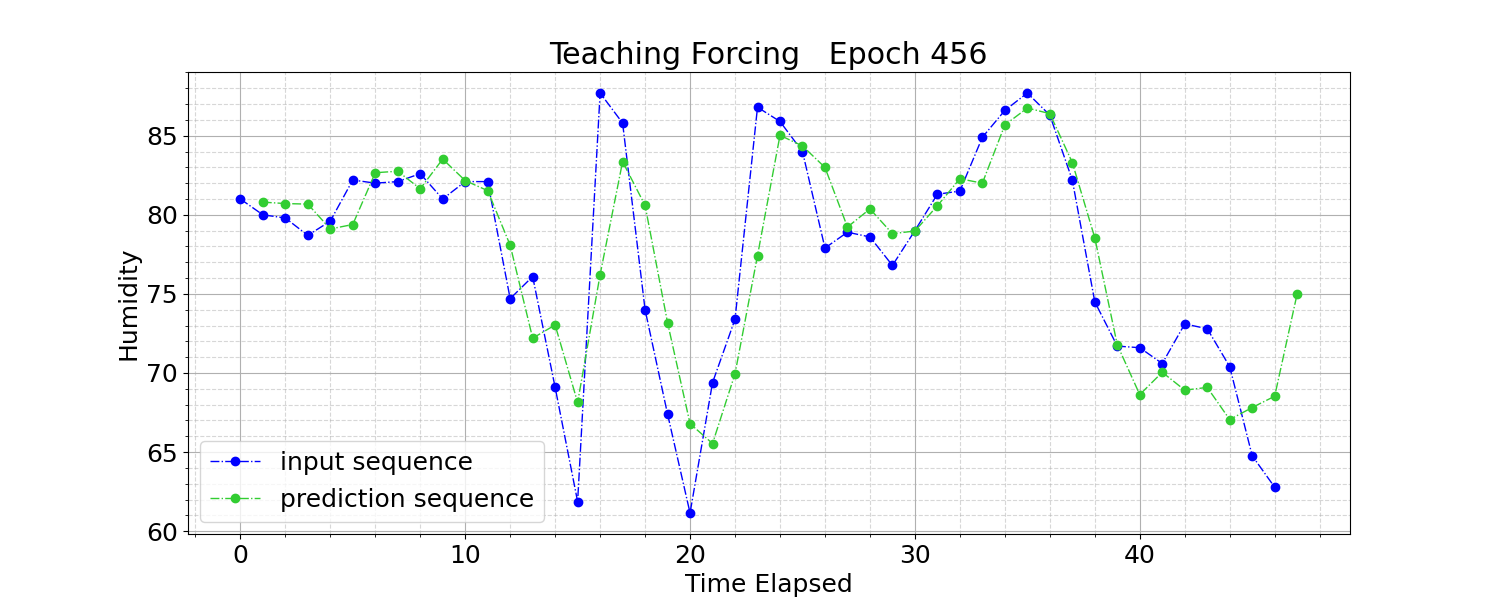 Teaching Forcing   Epoch 456
Humidity
85
80
75
70
65
60
input sequence
prediction sequence
0 10 20 30 40
Time Elapsed